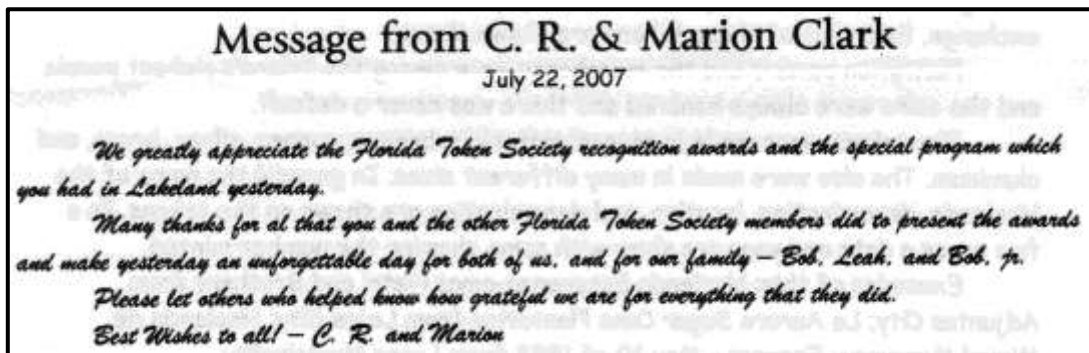 Message from C. R. & Marion Clark
July 22, 2007
We greatly appreciate the Florida Token Society recognition awards and the special program which
you had in Lakeland yesterday.
Many thanks for al that you and the other Florida Token Society members did to present the awards
and make yesterday an unforgettable day for both of us, and for our family – Bob, Leah, and Bob, jr.
Please let others who helped know how grateful we are for everything that they did.
Best Wishes to all! – C. R. and Marion